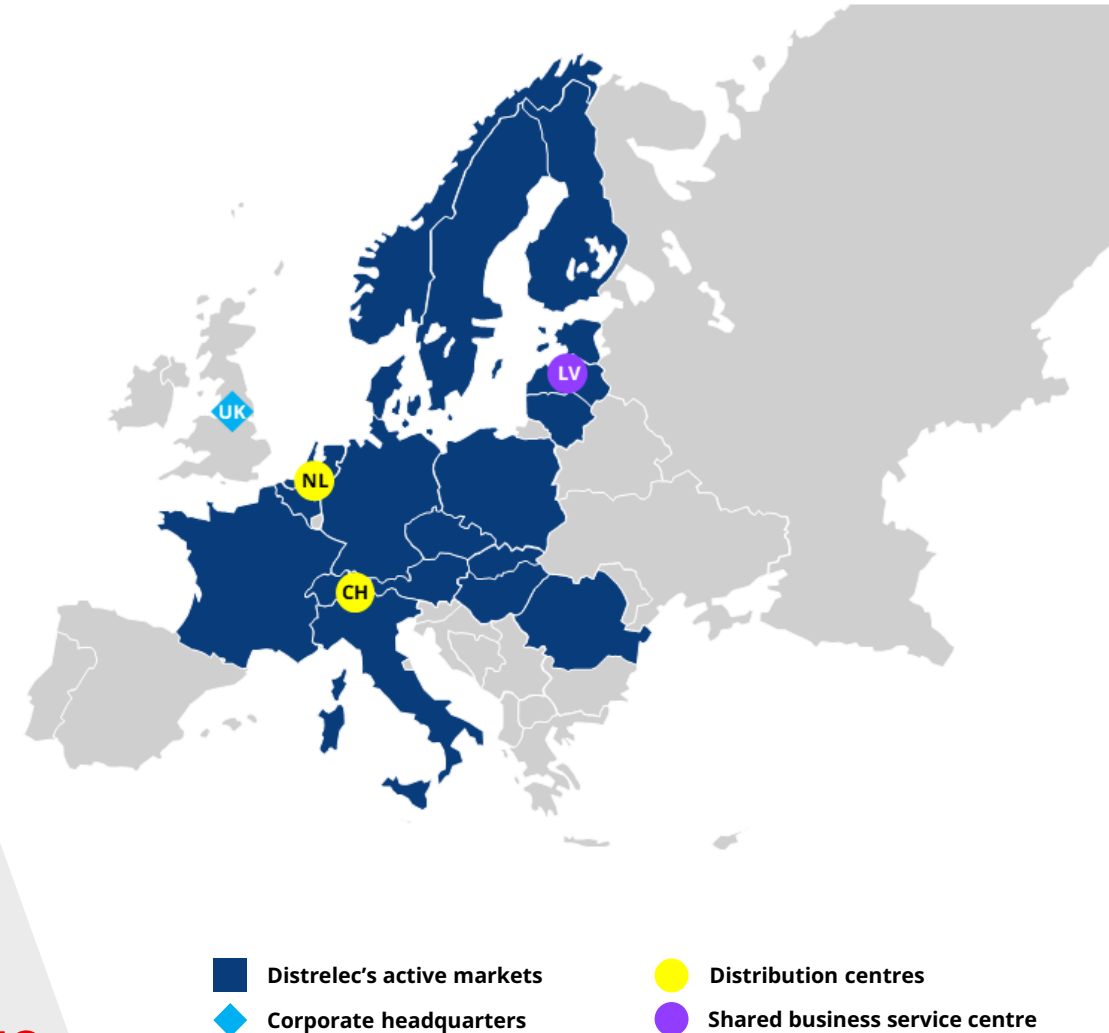 LV
UK
NL
CH
Distrelec’s active markets
Distribution centres
Corporate headquarters
Shared business service centre